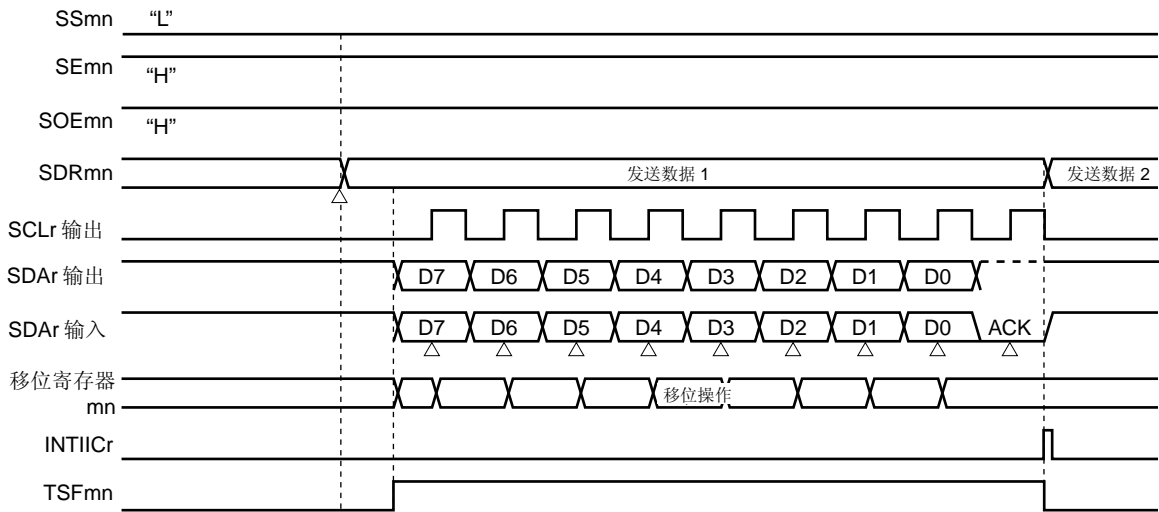 SSmn “L”
SEmn “H”
SOEmn “H”
SDRmn 发送数据 1 发送数据 2
SCLr 输出
SDAr 输出 D7 D6 D5 D4 D3 D2 D1 D0
SDAr 输入 D7 D6 D5 D4 D3 D2 D1 D0 ACK
移位寄存器 移位操作
mn
INTIICr
TSFmn